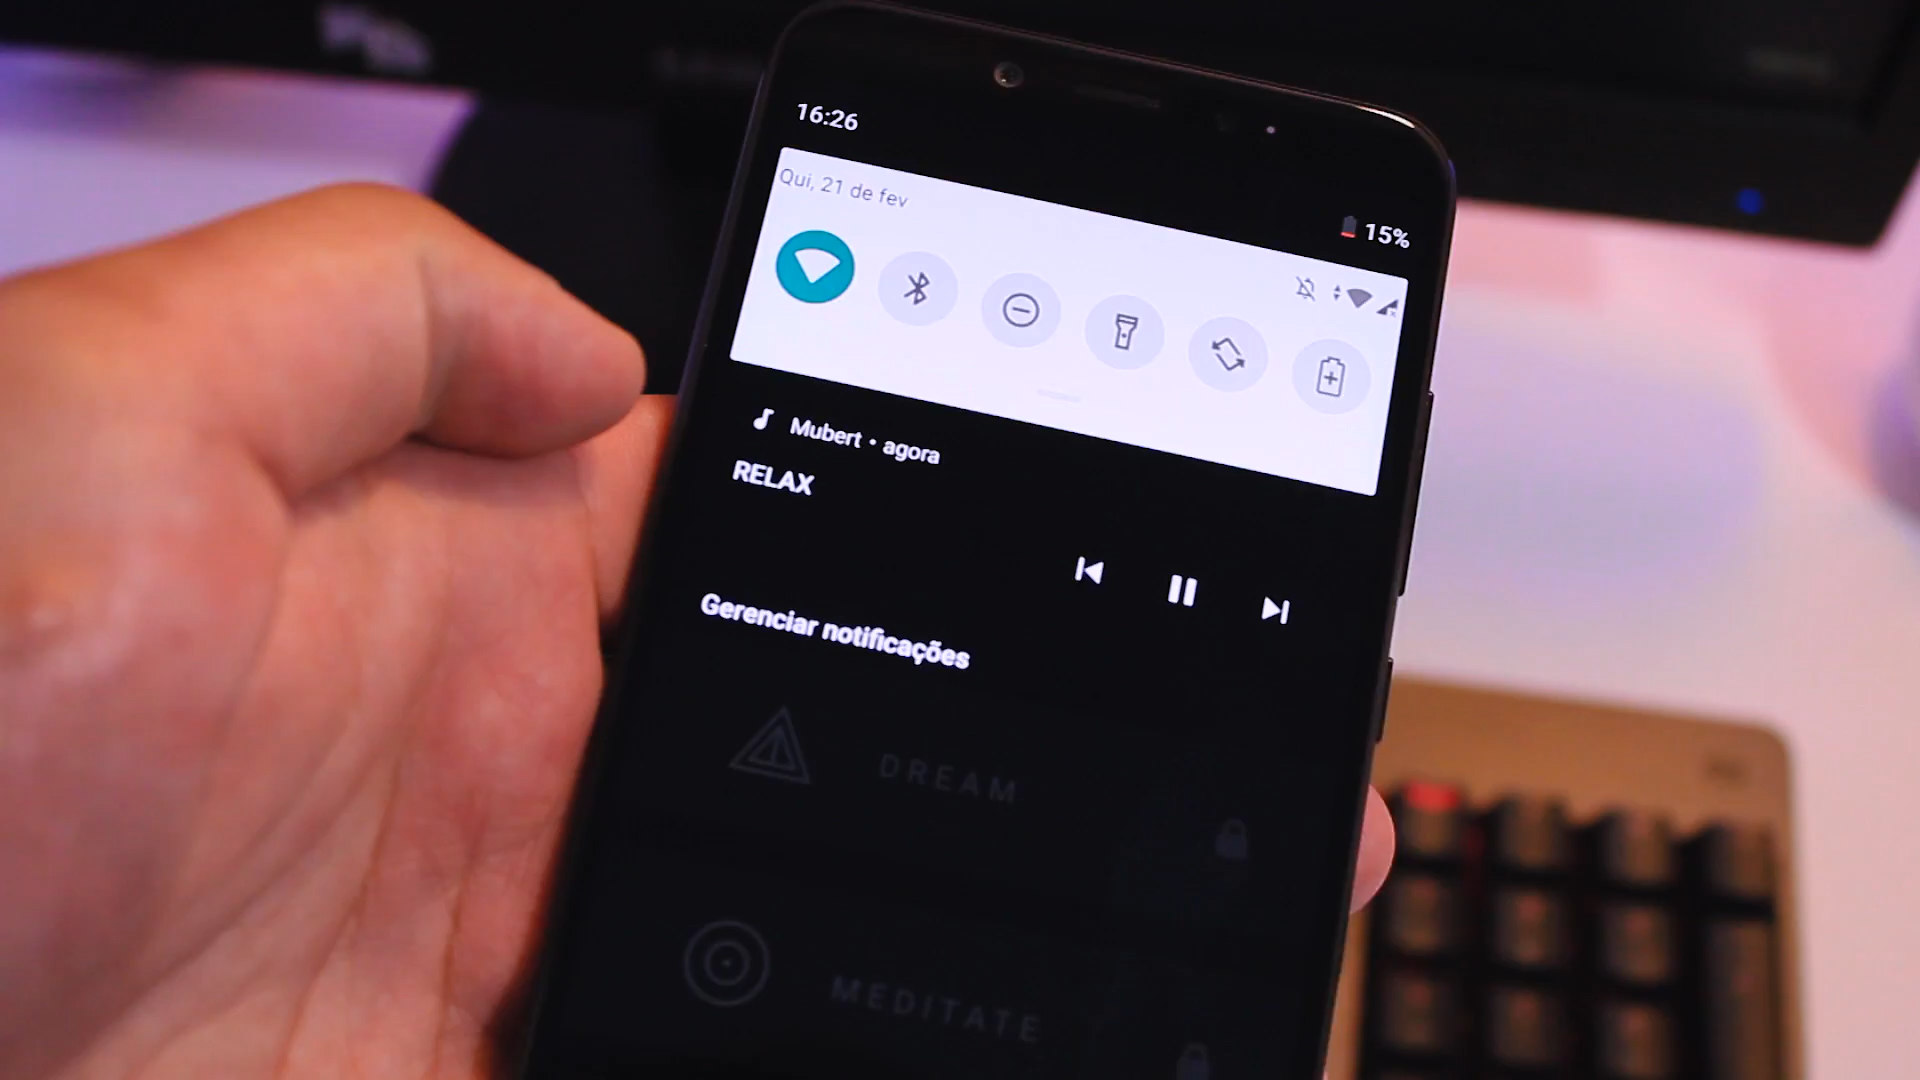 16:26
15%
Qui, 21 de fev
Mubert • agora
RELAX
Gerenciar notificações
DREAM
MEDITATE